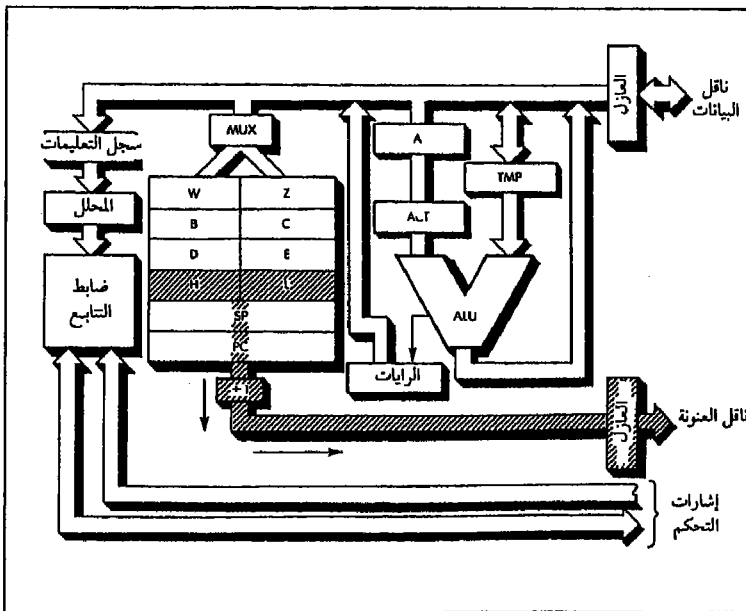 العازل
ناقل
البيانات
MUX
A
سجل التعليمات
TMP
المحلل
W
Z
ACT
B
C
D
E
ضابط
التتابع
H
L
SP
ALU
PC
الرايات
+1
العازل
ناقل العنونة
إشارات
التحكم